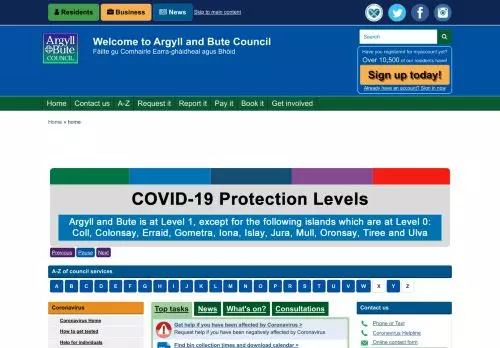 Residents Business News Skip to main content
Argyll and Bute COUNCIL
Welcome to Argyll and Bute Council
Fàilte gu Comhairle Earra-ghàidheal agus Bhòid
Search
Have you registered for myaccount yet?
Over 10,500 of our residents have!
Sign up today!
Already have an account? Sign in now
Home Contact us A-Z Request it Report it Pay it Book it Get involved
Home » home
COVID-19 Protection Levels
Argyll and Bute is at Level 1, except for the following islands which are at Level 0:
Coll, Colonsay, Erraid, Gometra, Iona, Islay, Jura, Mull, Oronsay, Tiree and Ulva
Previous Pause Next
A-Z of council services
A B C D E F G H I J K L M N O P Q R S T U V W X Y Z
Coronavirus
Coronavirus Home
How to get tested
Help for individuals
Top tasks News What's on? Consultations
Get help if you have been affected by Coronavirus >
Request help if you have been negatively affected by Coronavirus
Find bin collection times and download calendar >
Contact us
Phone or Text
Coronavirus Helpline
Online contact form